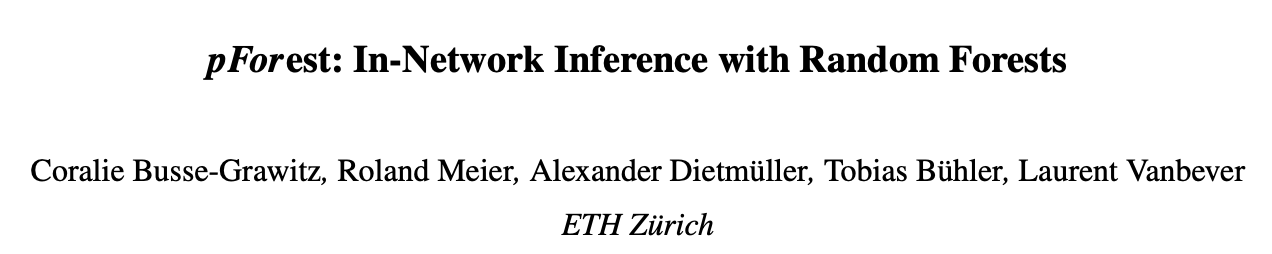 pForest: In-Network Inference with Random Forests
Coralie Busse-Grawitz, Roland Meier, Alexander Dietmüller, Tobias Bühler, Laurent Vanbever
ETH Zürich